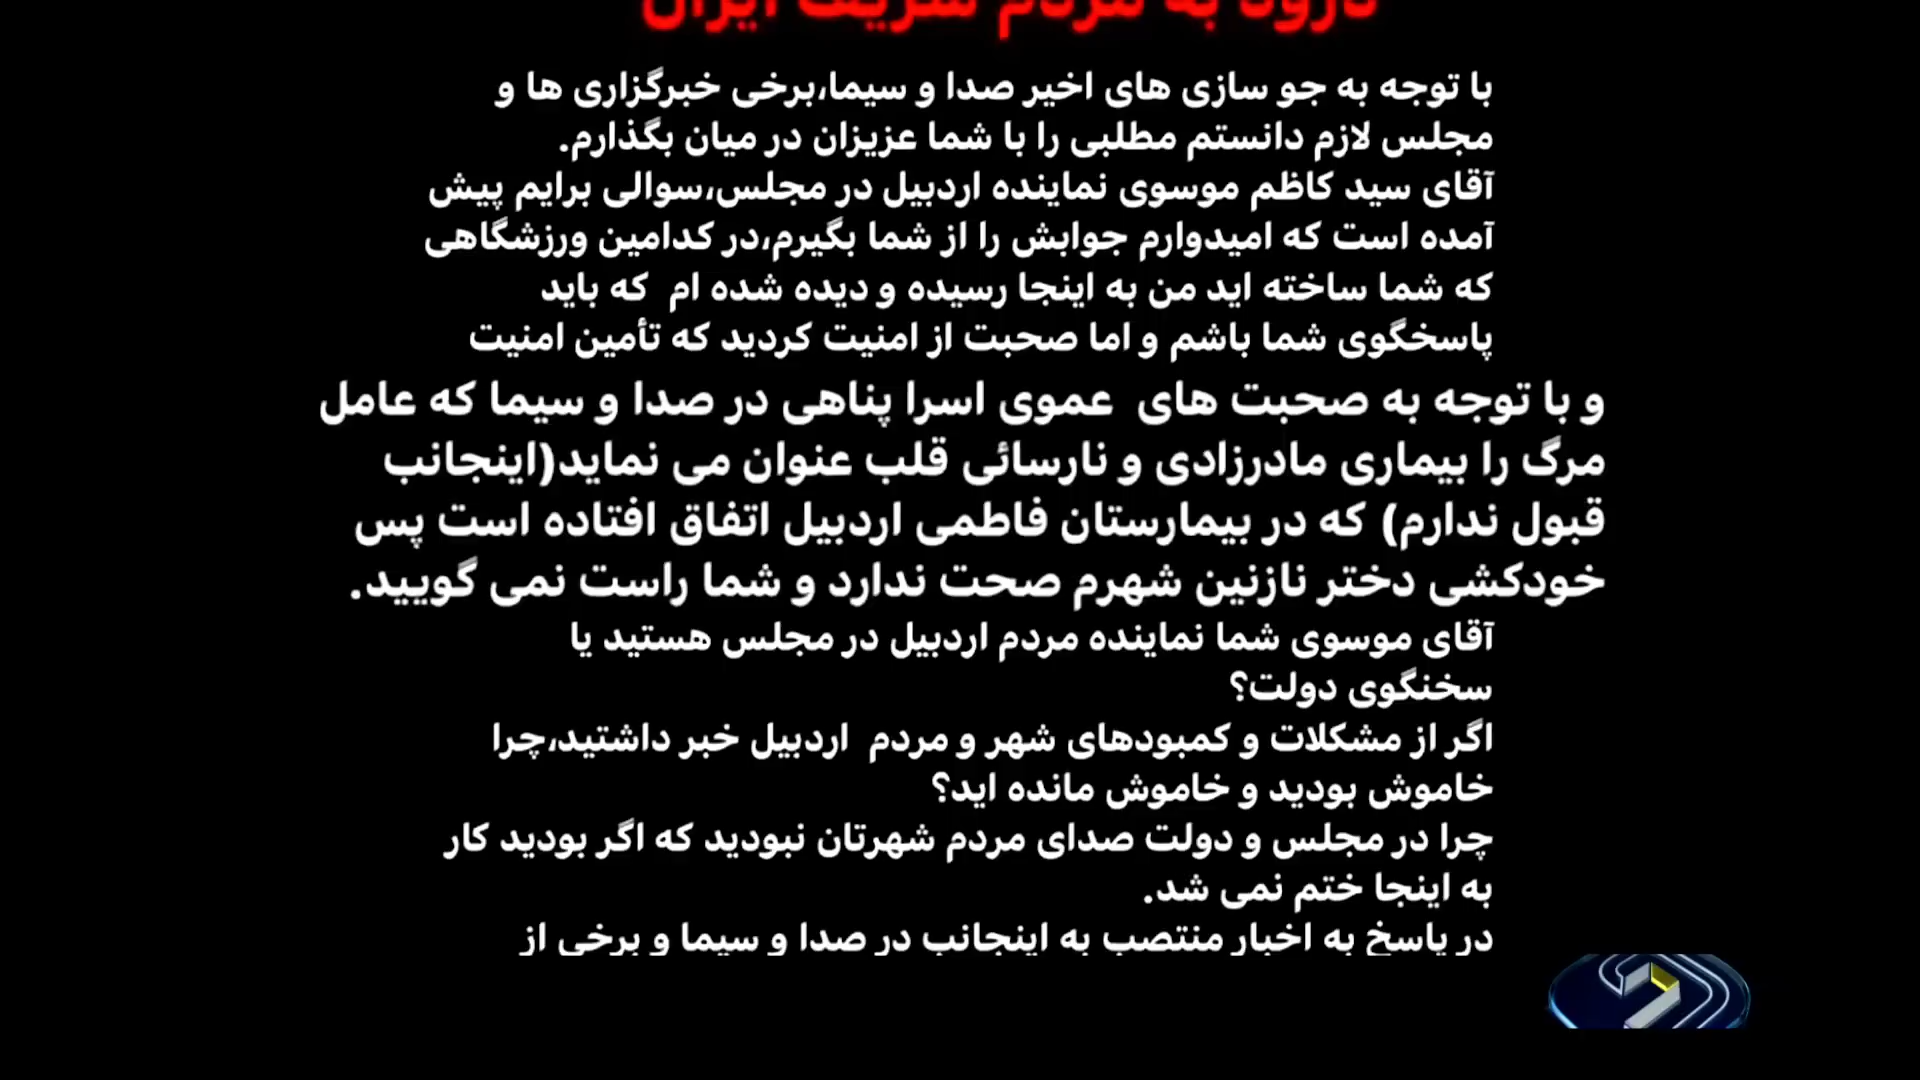 درود به مردم شریف ایران
با توجه به جو سازی های اخیر صدا و سیما،برخی خبرگزاری ها و
مجلس لازم دانستم مطلبی را با شما عزیزان در میان بگذارم.
آقای سید کاظم موسوی نماینده اردبیل در مجلس،سوالی برایم پیش
آمده است که امیدوارم جوابش را از شما بگیرم،در کدامین ورزشگاهی
که شما ساخته اید من به اینجا رسیده و دیده شده ام که باید
پاسخگوی شما باشم و اما صحبت از امنیت کردید که تأمین امنیت
و با توجه به صحبت های عموی اسرا پناهی در صدا و سیما که عامل
مرگ را بیماری مادرزادی و نارسائی قلب عنوان می نماید(اینجانب
قبول ندارم) که در بیمارستان فاطمی اردبیل اتفاق افتاده است پس
خودکشی دختر نازنین شهرم صحت ندارد و شما راست نمی گویید.
آقای موسوی شما نماینده مردم اردبیل در مجلس هستید یا
سخنگوی دولت؟
اگر از مشکلات و کمبودهای شهر و مردم اردبیل خبر داشتید،چرا
خاموش بودید و خاموش مانده اید؟
چرا در مجلس و دولت صدای مردم شهرتان نبودید که اگر بودید کار
به اینجا ختم نمی شد.
در پاسخ به اخبار منتصب به اینجانب در صدا و سیما و برخی از